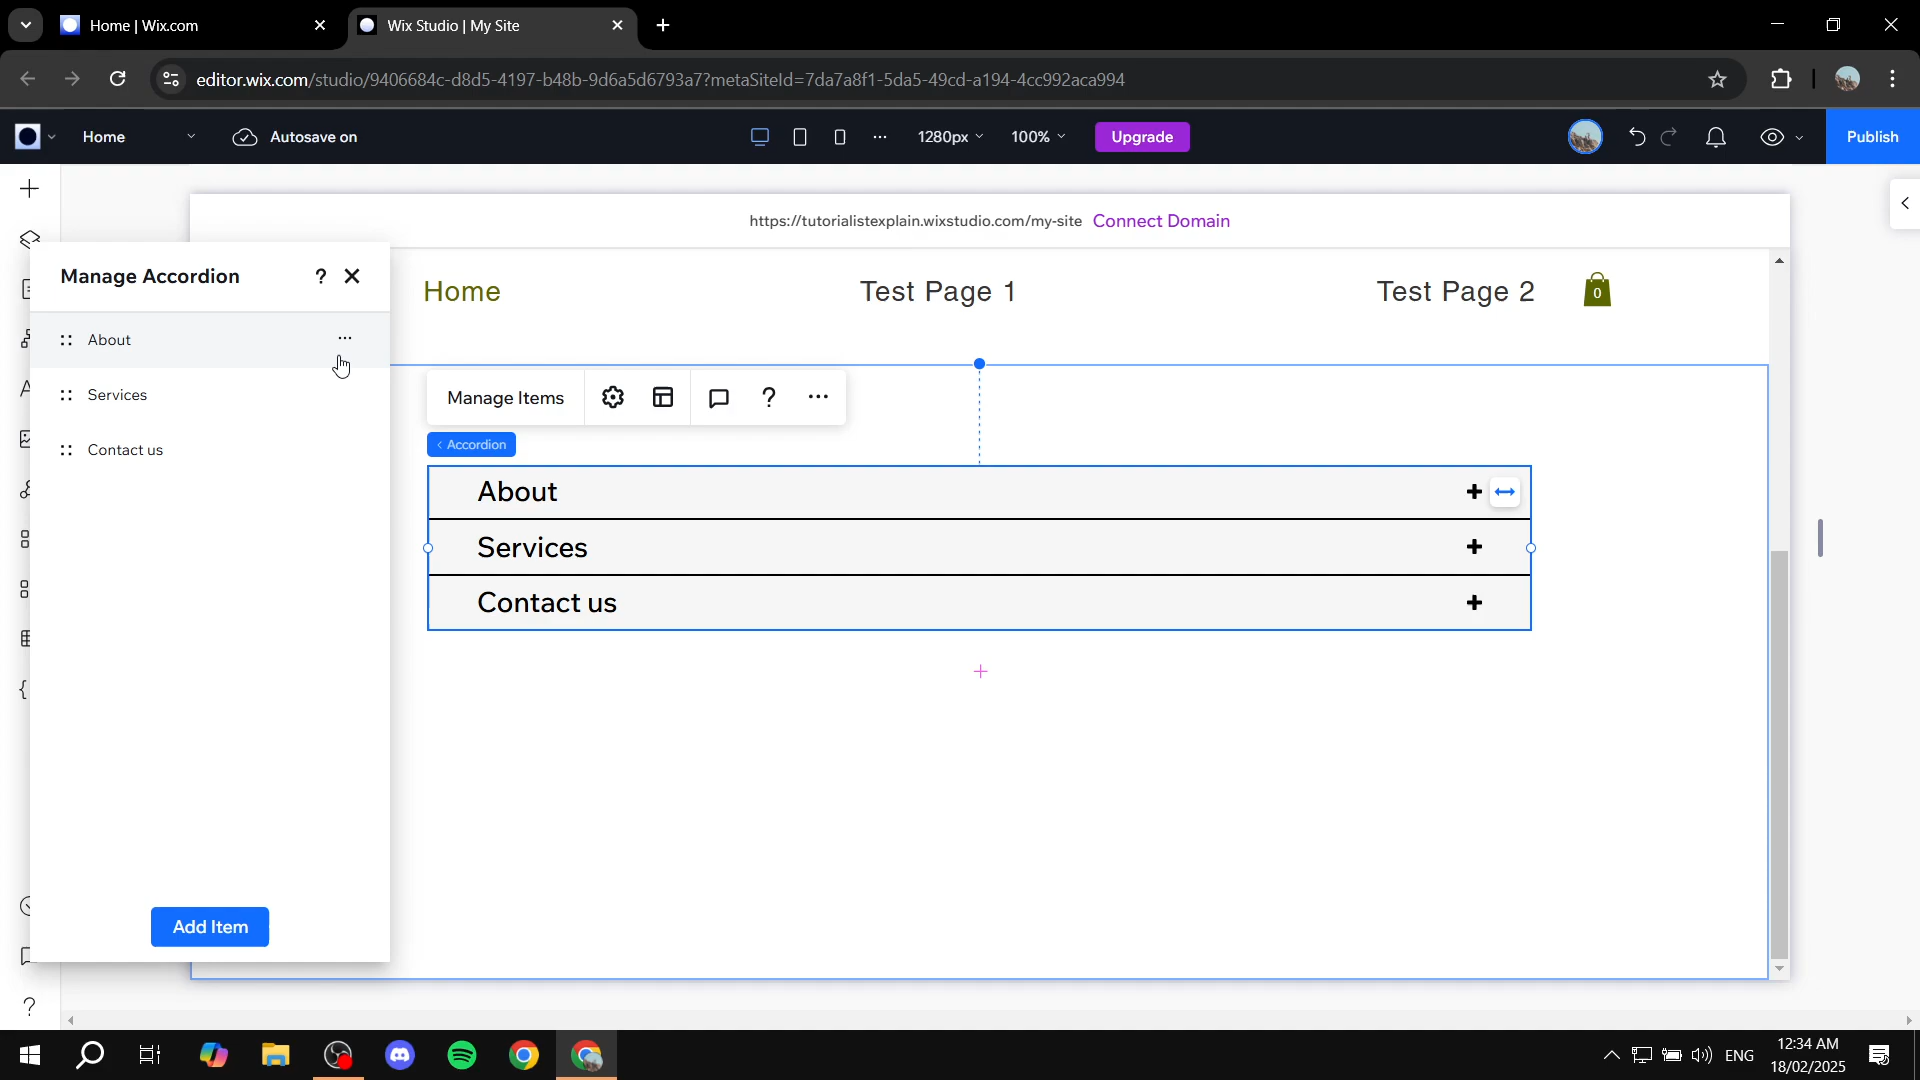 Home | Wix.com
Wix Studio | My Site
editor.wix.com/studio/9406684c-d8d5-4197-b48b-9d6a5d6793a7?metaSiteId=7da7a8f1-5da5-49cd-a194-4cc992aca994
Home
Autosave on
1280px
100%
Upgrade
Publish
https://tutorialistexplain.wixstudio.com/my-site Connect Domain
Manage Accordion
?
Home
Test Page 1
Test Page 2
0
About
Services
Contact us
Manage Items
?
Accordion
About
Services
Contact us
Add Item
?
ENG
12:34 AM
18/02/2025